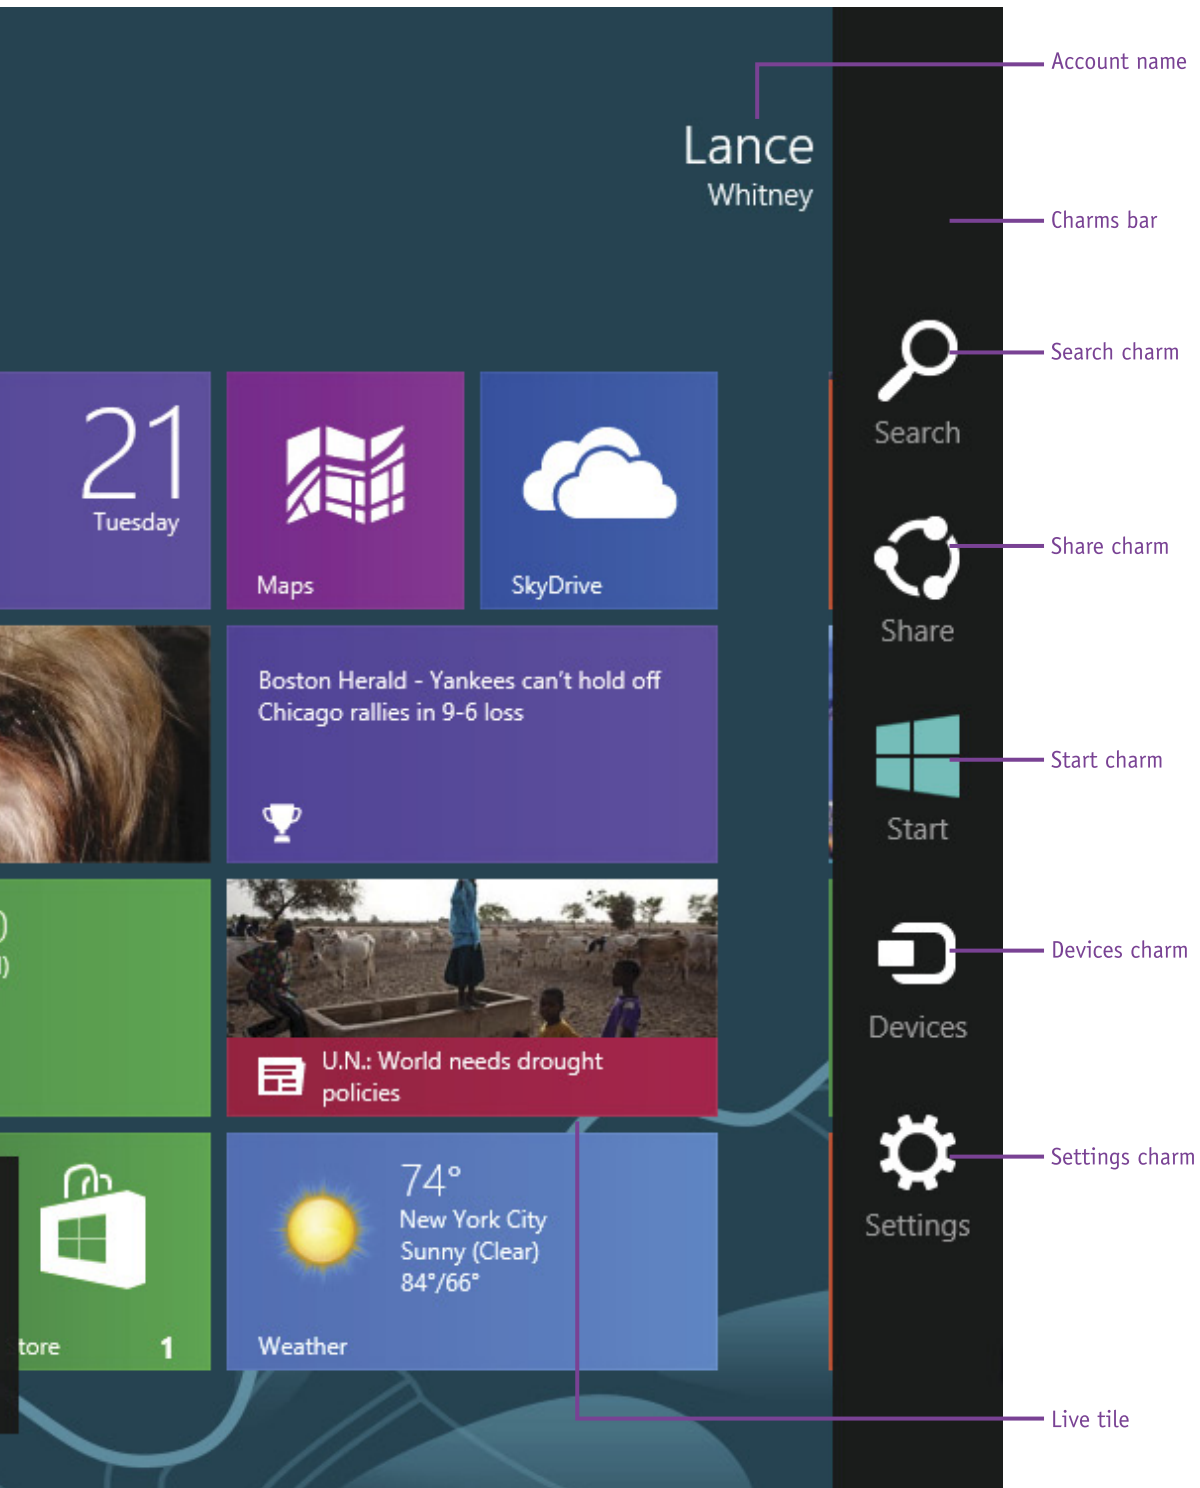 Account name
Lance
Whitney
Charms bar
Search charm
Search
21
Tuesday
Maps
SkyDrive
Share charm
Share
Boston Herald - Yankees can't hold off
Chicago rallies in 9-6 loss
Start charm
Start
Devices charm
Devices
U.N.: World needs drought
policies
Settings charm
Settings
74°
New York City
Sunny (Clear)
84°/66°
Weather
tore
1
Live tile